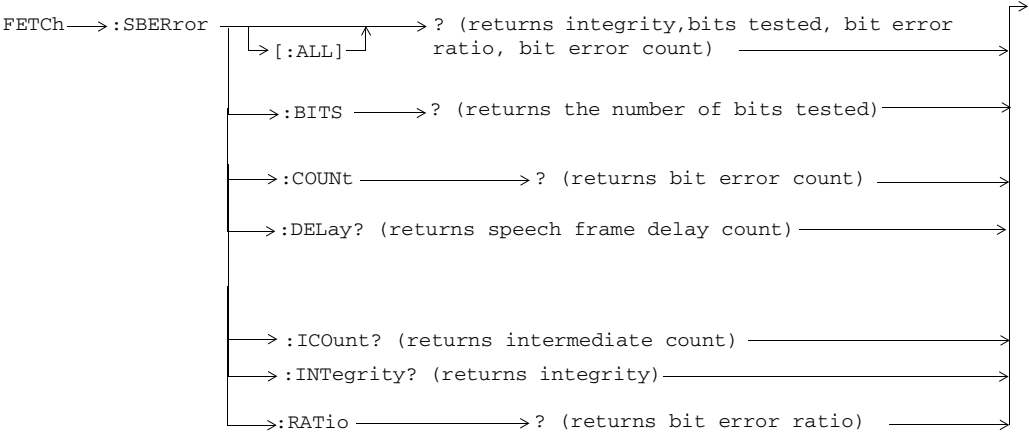 FETCh :SBERror ? (returns integrity,bits tested, bit error
[:ALL] ratio, bit error count)
:BITS ? (returns the number of bits tested)
:COUNt ? (returns bit error count)
:DELay? (returns speech frame delay count)
:ICOunt? (returns intermediate count)
:INTegrity? (returns integrity)
:RATio ? (returns bit error ratio)